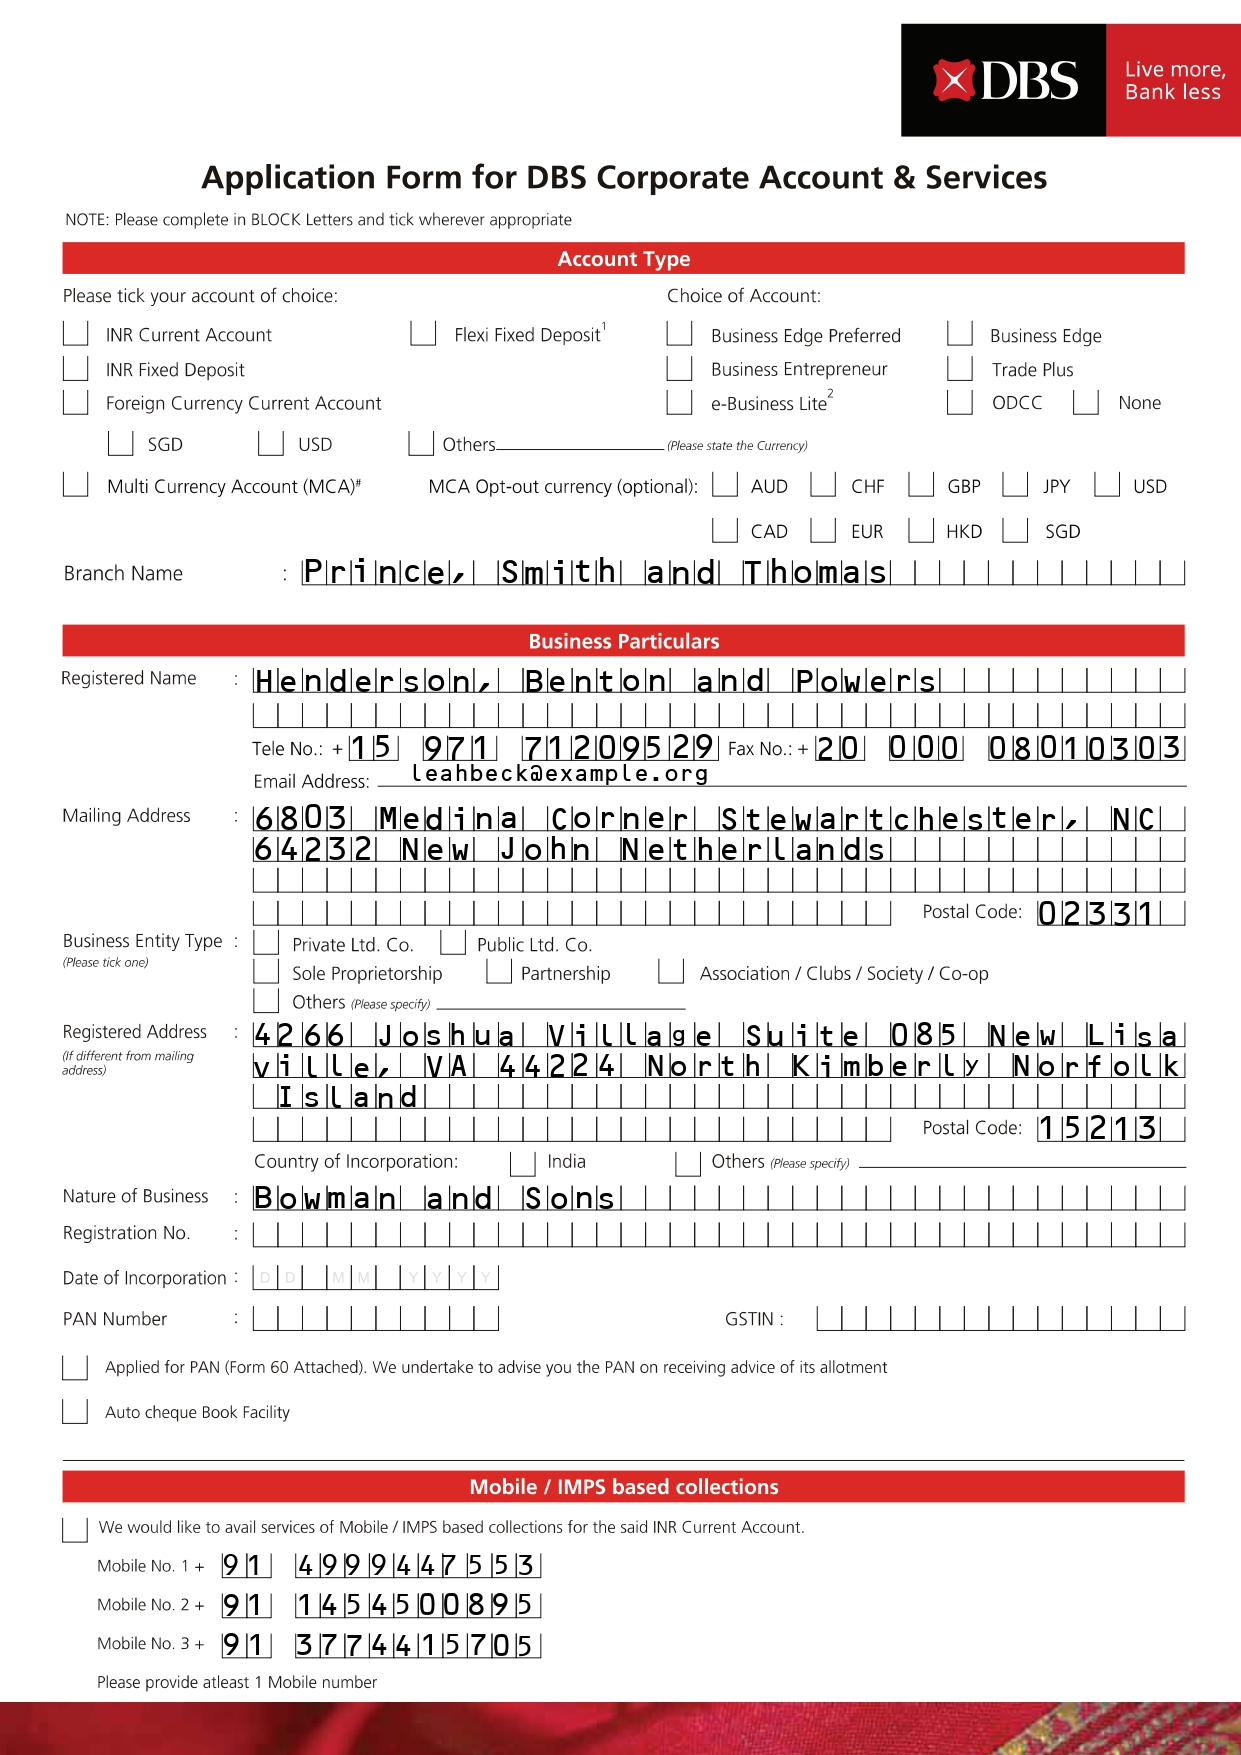 DBS
Live more,
Bank less
Application Form for DBS Corporate Account & Services
NOTE: Please complete in BLOCK Letters and tick wherever appropriate
Account Type
Please tick your account of choice: Choice of Account:
INR Current Account Flexi Fixed Deposit1 Business Edge Preferred Business Edge
INR Fixed Deposit Business Entrepreneur Trade Plus
Foreign Currency Current Account e-Business Lite2 ODCC None
SGD USD Others (Please state the Currency)
Multi Currency Account (MCA)# MCA Opt-out currency (optional): AUD CHF GBP JPY USD
CAD EUR HKD SGD
Branch Name : Prince, Smith and Thomas
Business Particulars
Registered Name : Henderson, Benton and Powers
Tele No.: + 15 971 71209529 Fax No.: + 20 000 08010303
Email Address: leahbeck@example.org
Mailing Address : 6803 Medina Corner Stewartchester, NC
64232 New John Netherlands
Postal Code: 02331
Business Entity Type : Private Ltd. Co. Public Ltd. Co.
(Please tick one)
Sole Proprietorship Partnership Association / Clubs / Society / Co-op
Others (Please specify)
Registered Address : 4266 Joshua Village Suite 085 New Lisa
(If different from mailing address) ville, VA 44224 North Kimberly Norfolk
Island
Postal Code: 15213
Country of Incorporation: India Others (Please specify)
Nature of Business : Bowman and Sons
Registration No. :
Date of Incorporation : D D M M Y Y Y Y
PAN Number : GSTIN :
Applied for PAN (Form 60 Attached). We undertake to advise you the PAN on receiving advice of its allotment
Auto cheque Book Facility
Mobile / IMPS based collections
We would like to avail services of Mobile / IMPS based collections for the said INR Current Account.
Mobile No. 1 + 91 4999447553
Mobile No. 2 + 91 1454500895
Mobile No. 3 + 91 3774415705
Please provide atleast 1 Mobile number